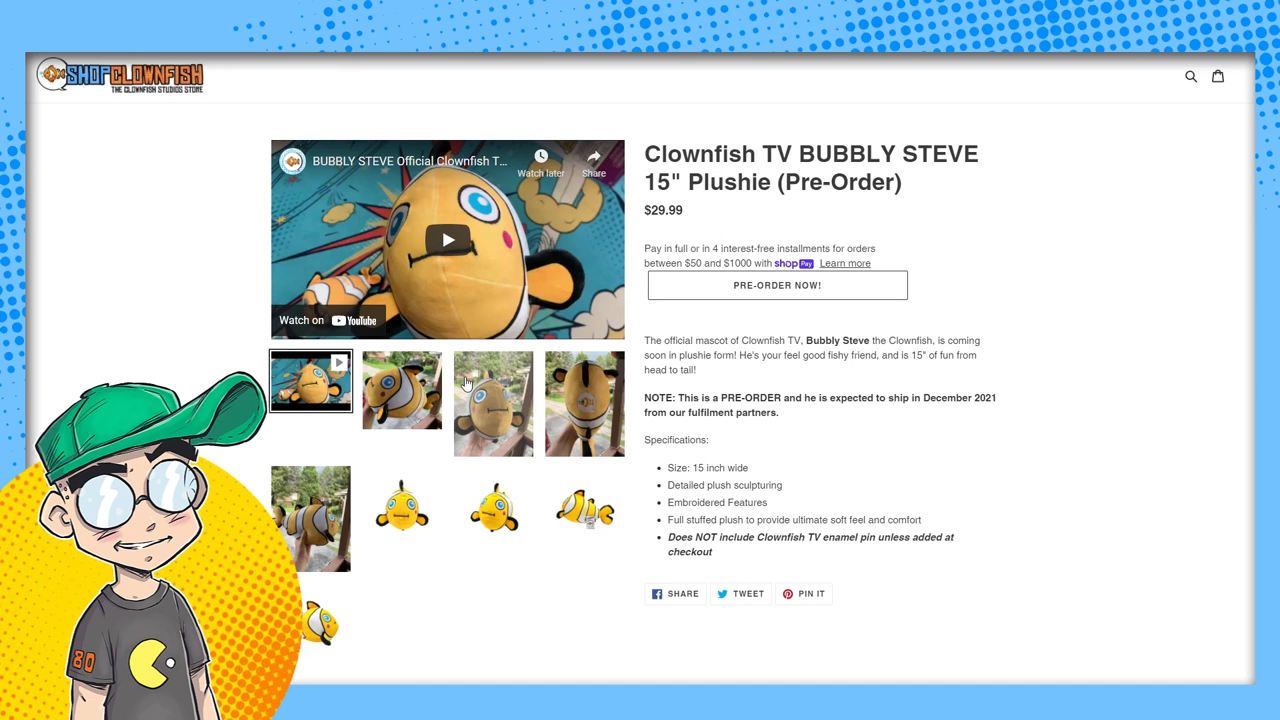 SHOPCLOWNFISH
THE CLOWNFISH STUDIOS STORE
BUBBLY STEVE Official Clownfish T...
Watch later
Share
Watch on YouTube
Clownfish TV BUBBLY STEVE
15" Plushie (Pre-Order)
$29.99
Pay in full or in 4 interest-free installments for orders
between $50 and $1000 with shop Pay Learn more
PRE-ORDER NOW!
The official mascot of Clownfish TV, Bubbly Steve the Clownfish, is coming
soon in plushie form! He's your feel good fishy friend, and is 15" of fun from
head to tail!
NOTE: This is a PRE-ORDER and he is expected to ship in December 2021
from our fulfilment partners.
Specifications:
Size: 15 inch wide
Detailed plush sculpturing
Embroidered Features
Full stuffed plush to provide ultimate soft feel and comfort
Does NOT include Clownfish TV enamel pin unless added at
checkout
SHARE
TWEET
PIN IT
80